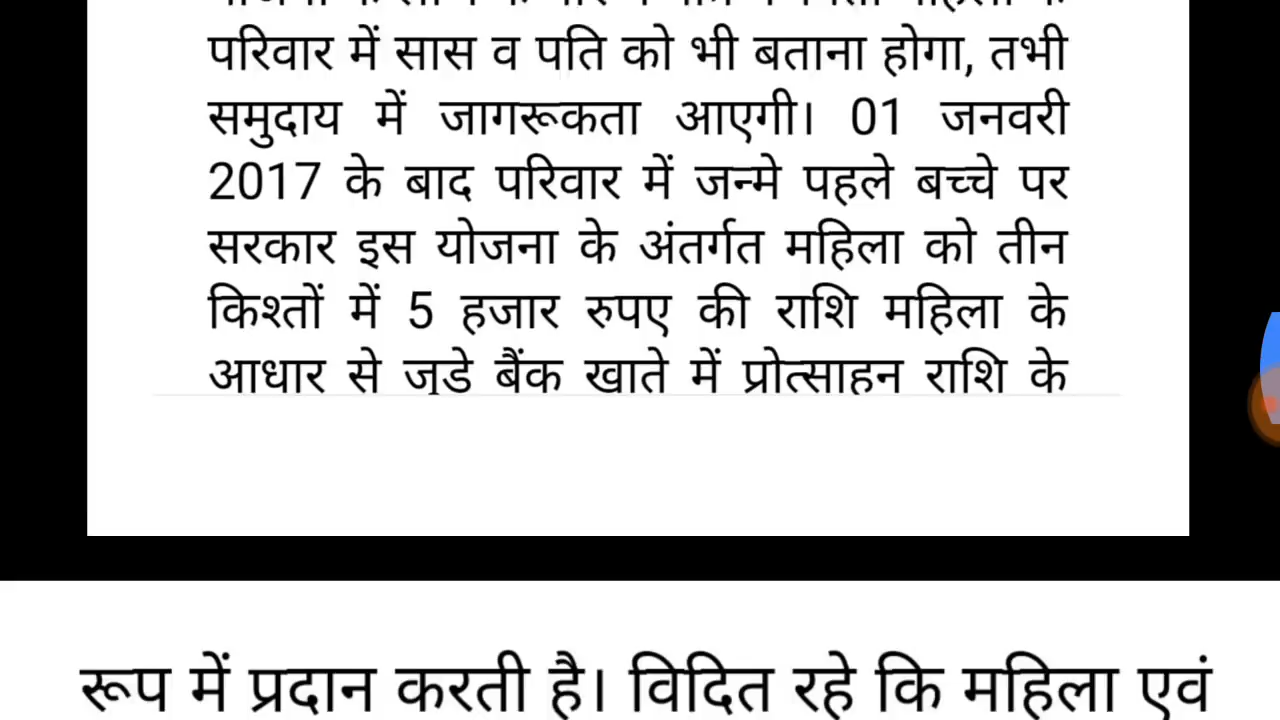 परिवार में सास व पति को भी बताना होगा, तभी
समुदाय में जागरूकता आएगी। 01 जनवरी
2017 के बाद परिवार में जन्मे पहले बच्चे पर
सरकार इस योजना के अंतर्गत महिला को तीन
किश्तों में 5 हजार रुपए की राशि महिला के
आधार से जुडे बैंक खाते में प्रोत्साहन राशि के
रूप में प्रदान करती है। विदित रहे कि महिला एवं